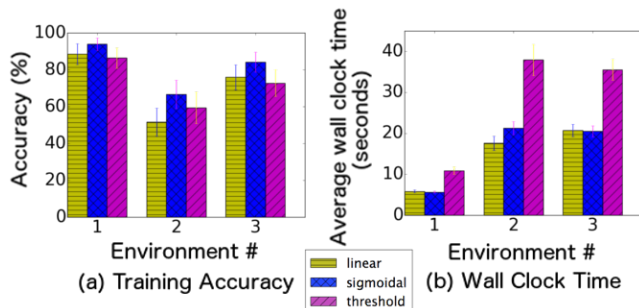 Accuracy (%)
100
80
60
40
20
0
1 2 3
Environment #
(a) Training Accuracy
Average wall clock time
(seconds)
40
30
20
10
0
1 2 3
Environment #
(b) Wall Clock Time
linear
sigmoidal
threshold